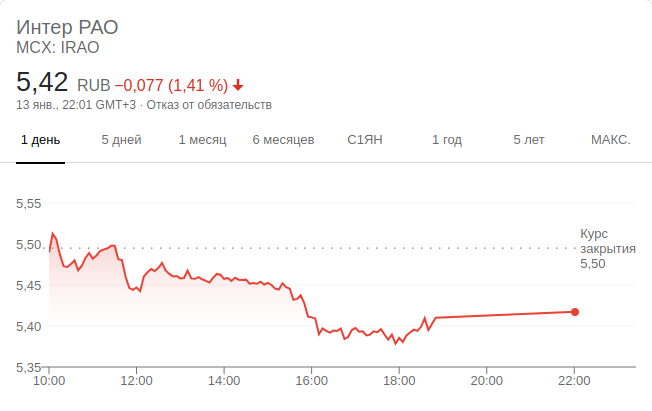 Интер РАО
MCX: IRAO
5,42 RUB −0,077 (1,41 %)
13 янв., 22:01 GMT+3 · Отказ от обязательств
1 день 5 дней 1 месяц 6 месяцев С1ЯН 1 год 5 лет МАКС.
5,55
5,50
5,45
5,40
5,35
Курс
закрытия
5,50
10:00 12:00 14:00 16:00 18:00 20:00 22:00